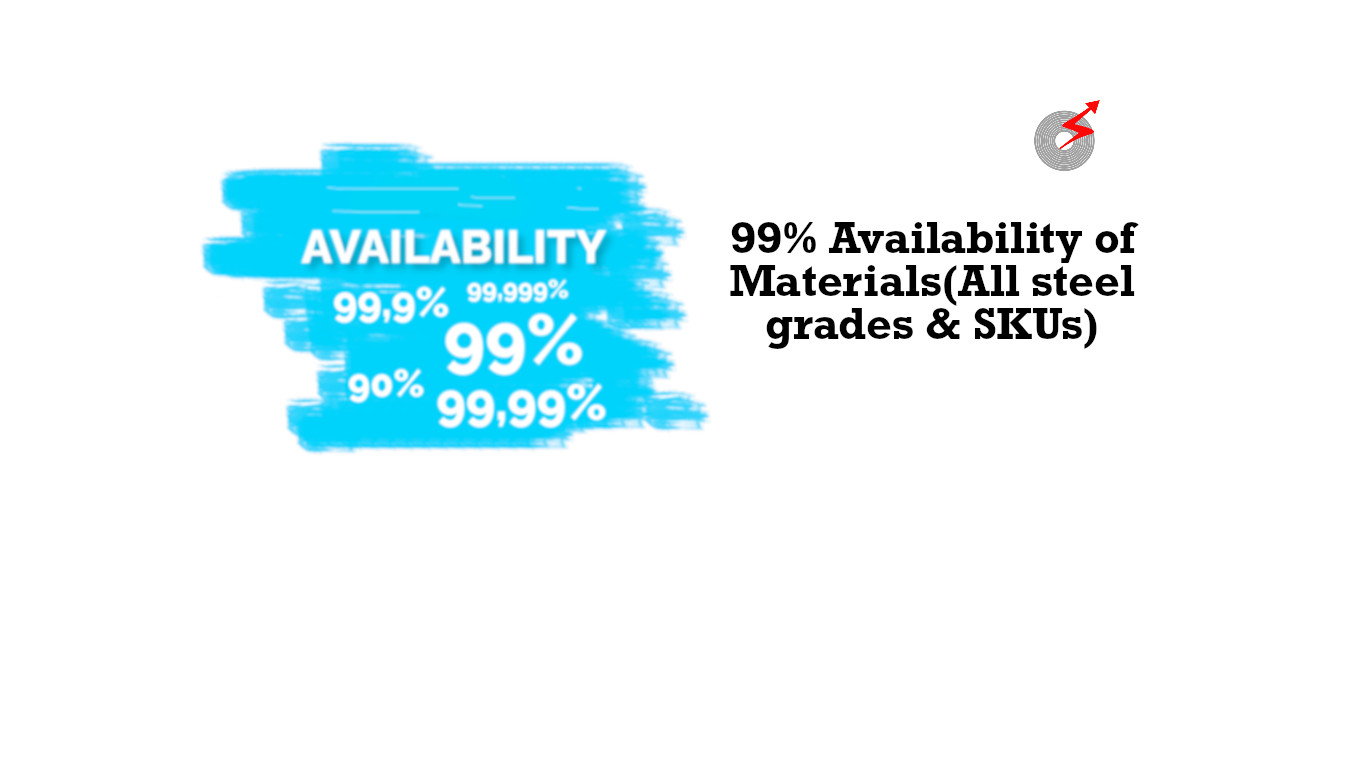 AVAILABILITY
99,9% 99,999%
99%
90%
99,99%
99% Availability of
Materials(All steel
grades & SKUs)